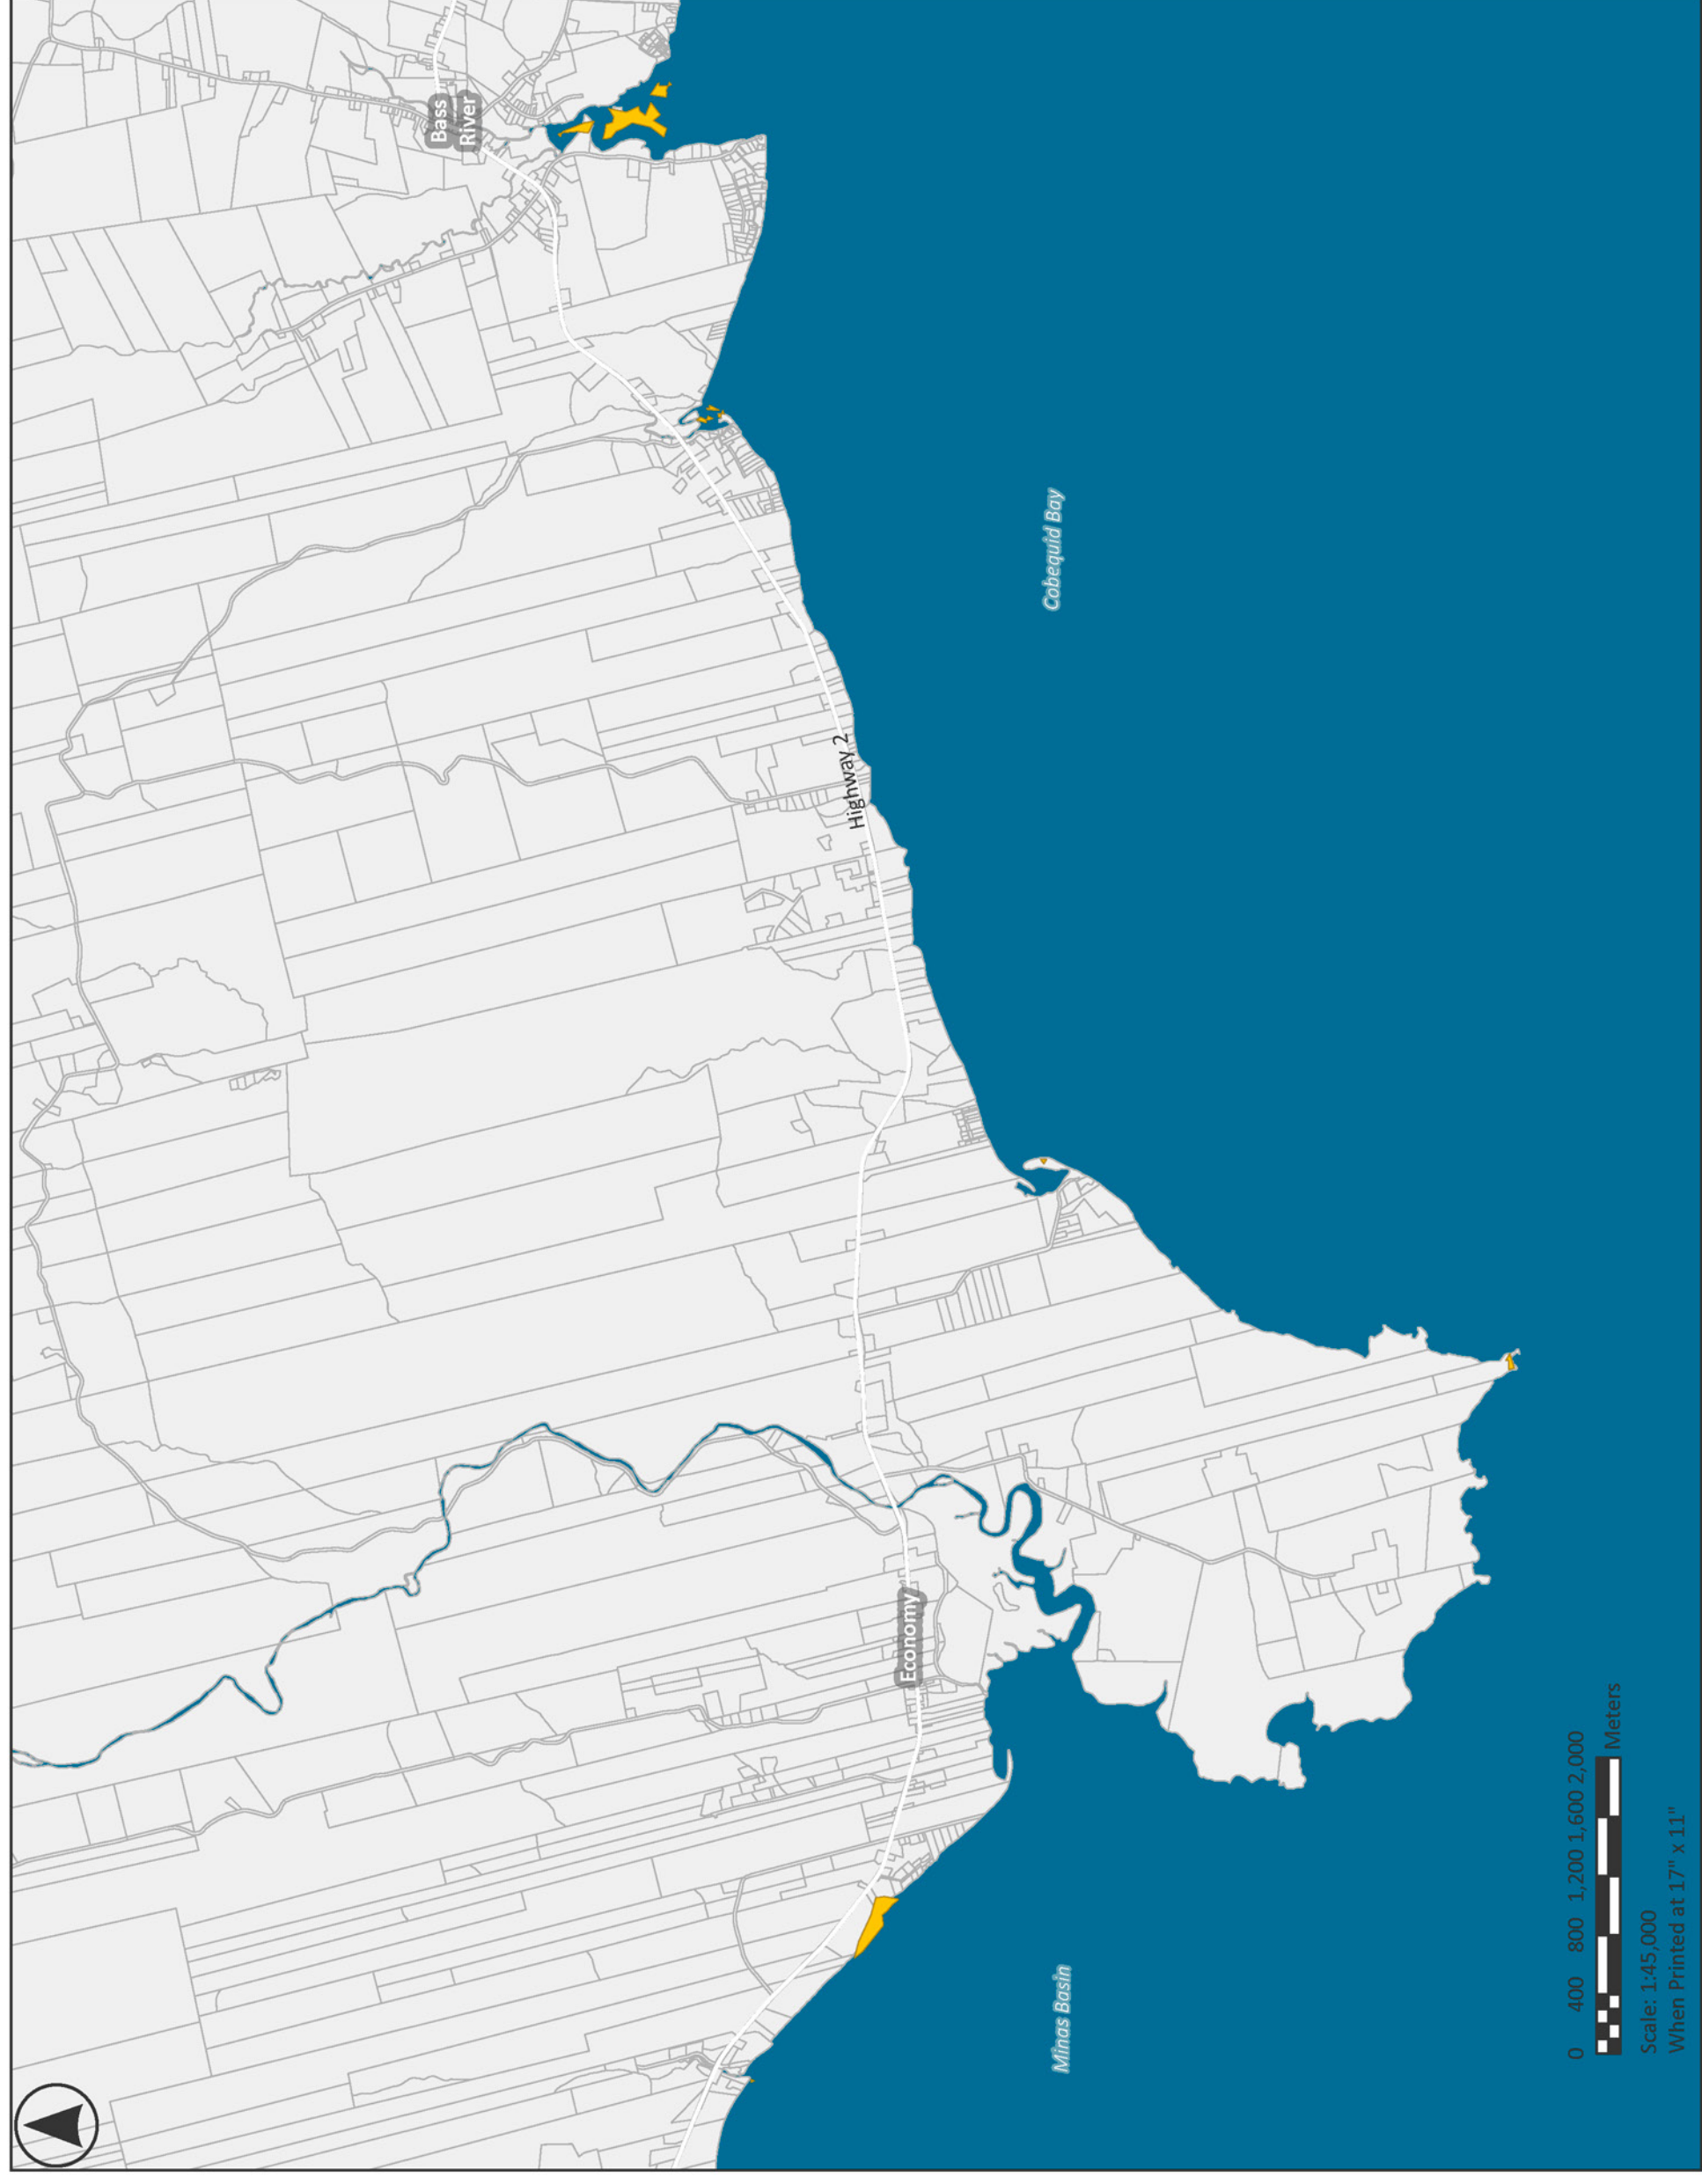 Bass
River
Cobequid Bay
Highway 2
Economy
Minas Basin
0 400 800 1,200 1,600 2,000
Meters
Scale: 1:45,000
When Printed at 17" x 11"